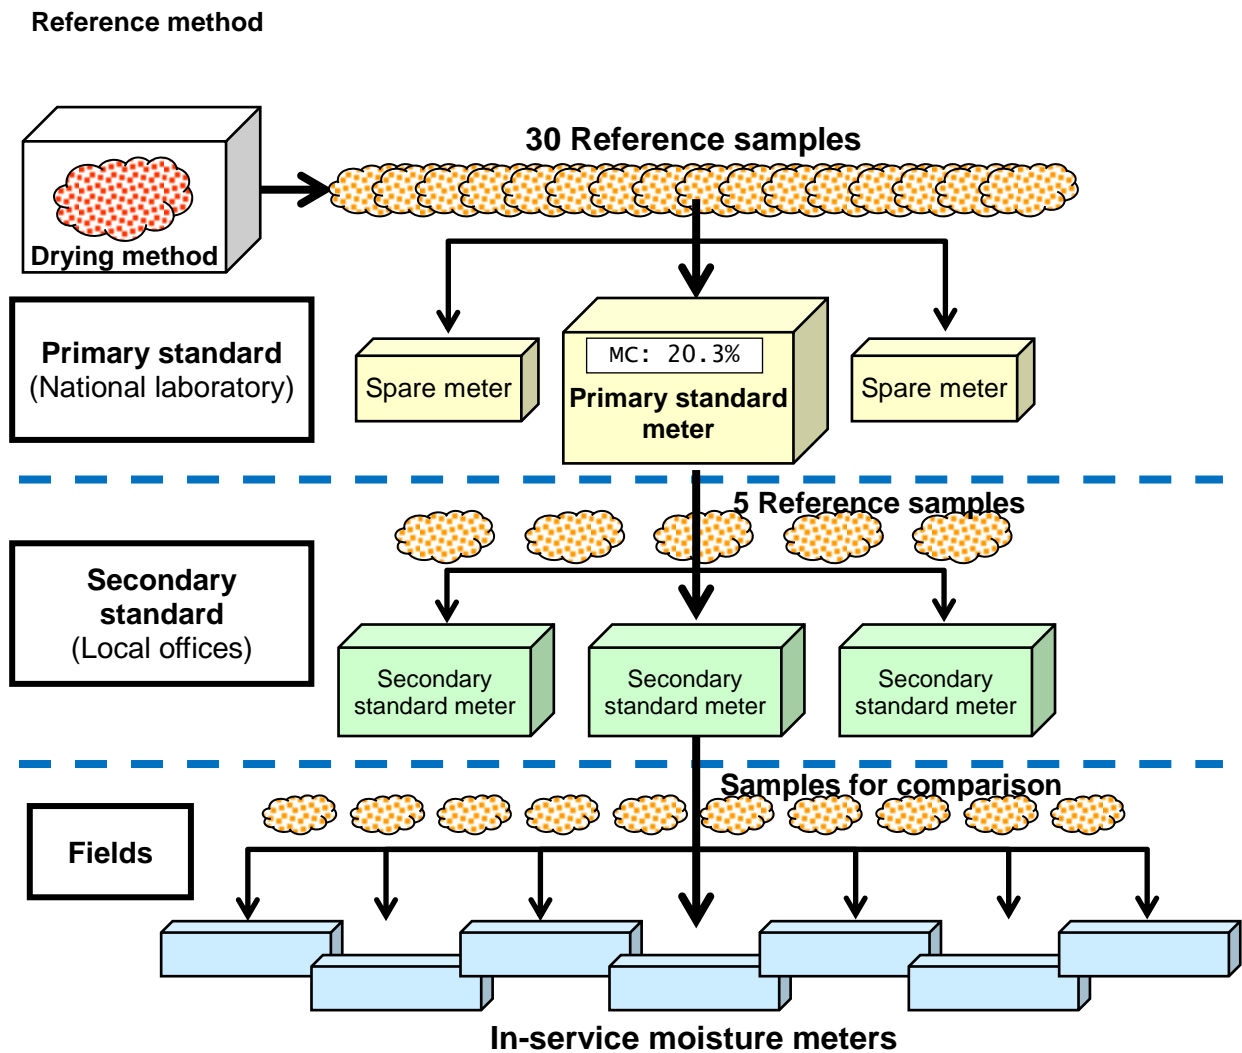 Reference method
30 Reference samples
Drying method
Primary standard
(National laboratory)
Spare meter
MC: 20.3%
Primary standard
meter
Spare meter
5 Reference samples
Secondary
standard
(Local offices)
Secondary
standard meter
Secondary
standard meter
Secondary
standard meter
Samples for comparison
Fields
In-service moisture meters